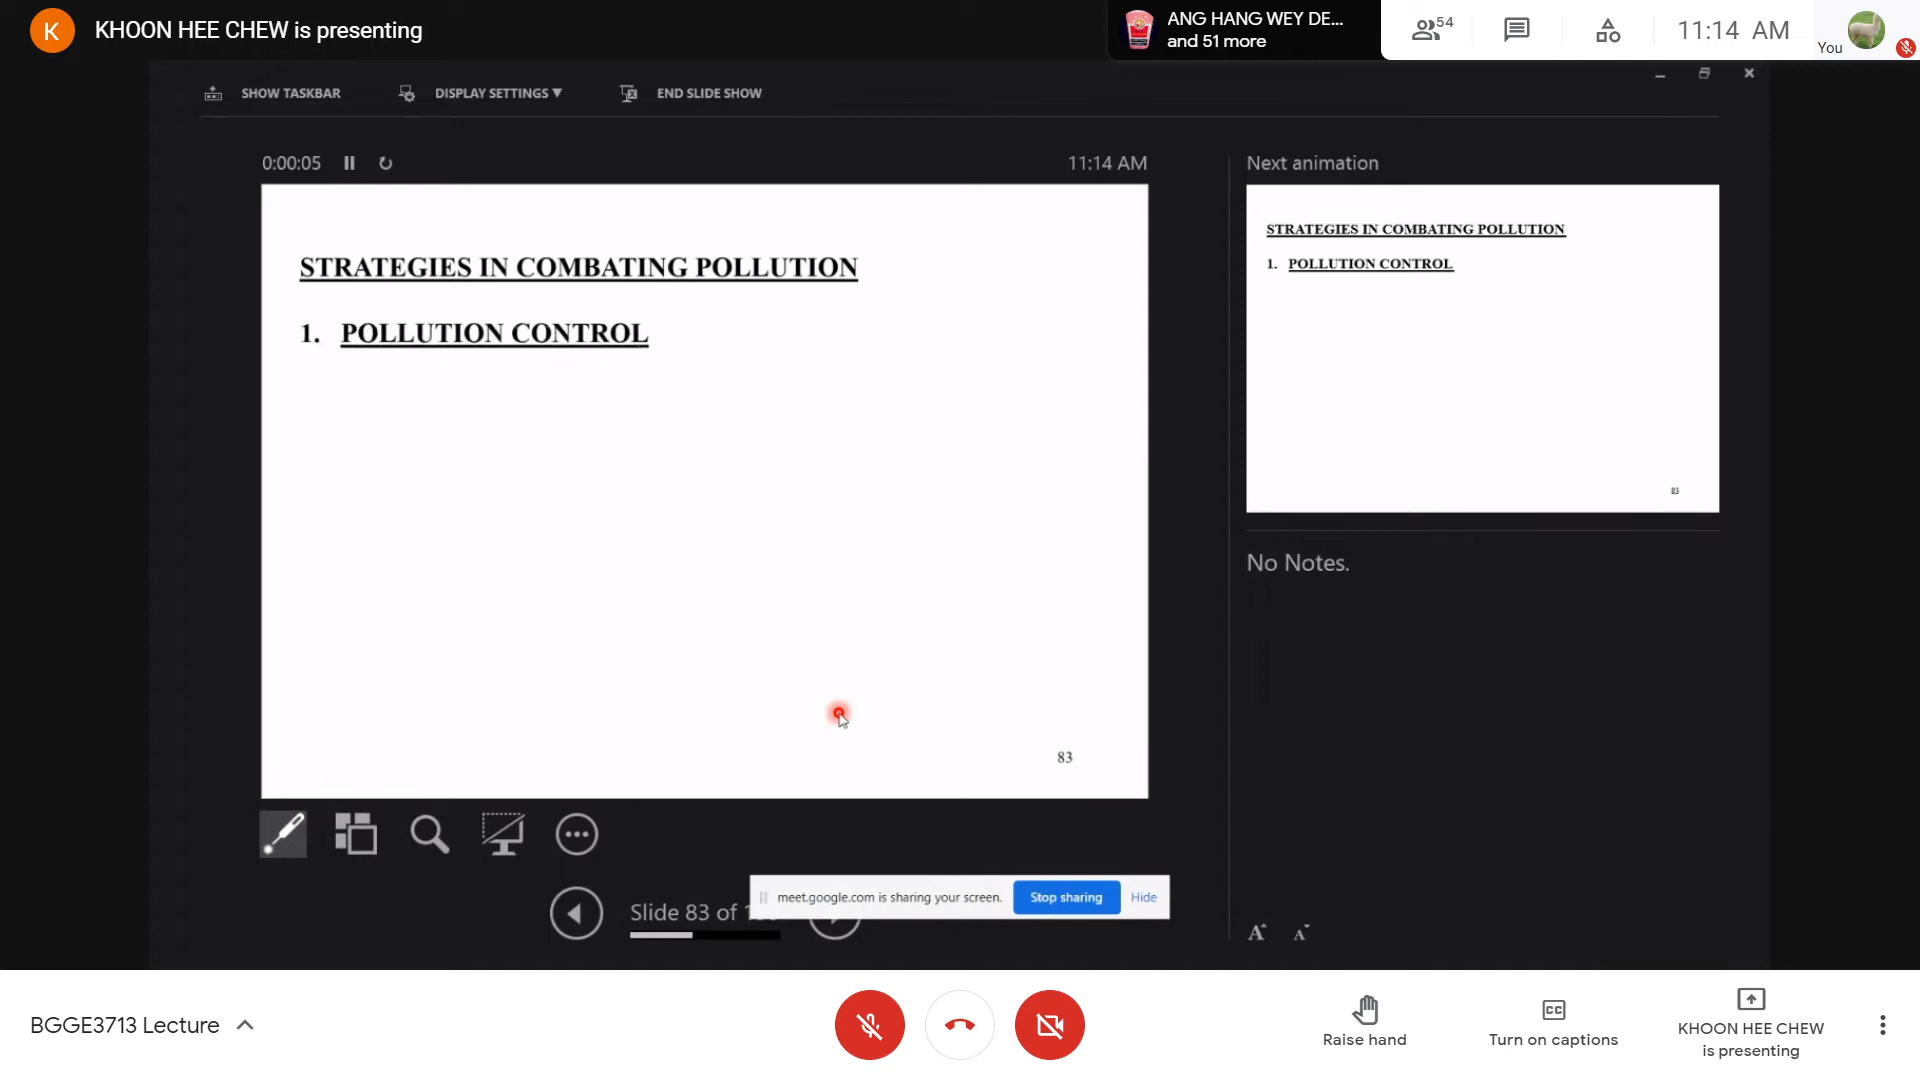 K
KHOON HEE CHEW is presenting
ANG HANG WEY DE...
and 51 more
54
11:14 AM
You
SHOW TASKBAR
DISPLAY SETTINGS ▼
END SLIDE SHOW
0:00:05
11:14 AM
Next animation
STRATEGIES IN COMBATING POLLUTION
1. POLLUTION CONTROL
83
STRATEGIES IN COMBATING POLLUTION
1. POLLUTION CONTROL
83
No Notes.
meet.google.com is sharing your screen.
Stop sharing
Hide
Slide 83 of
A A
BGGE3713 Lecture
Raise hand
CC
Turn on captions
KHOON HEE CHEW
is presenting